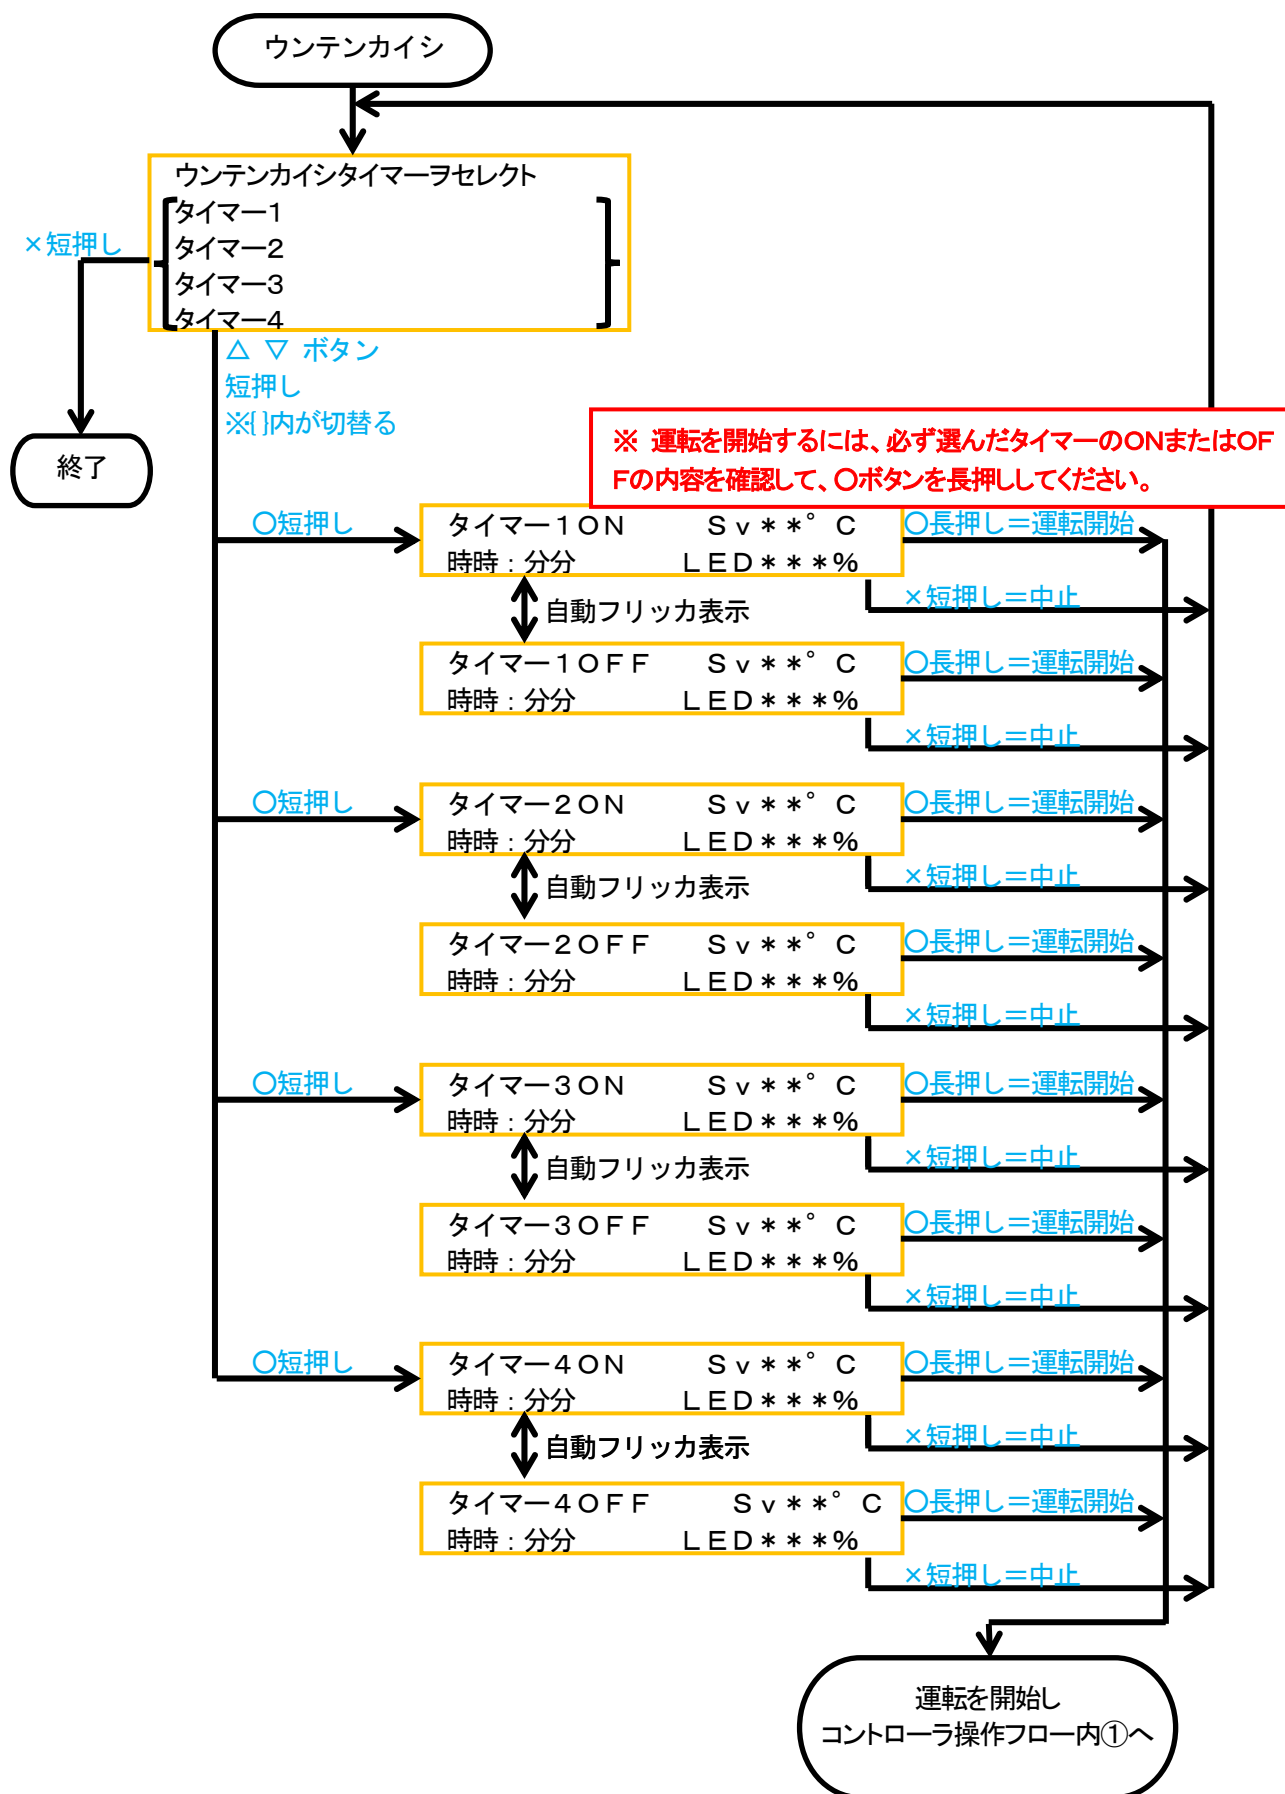 ウンテンカイシ
ウンテンカイシタイマーヲセレクト
タイマー1
タイマー2
タイマー3
タイマー4
×短押し
△ ▽ ボタン
短押し
※{ }内が切替る
終了
※ 運転を開始するには、必ず選んだタイマーのONまたはOF
Fの内容を確認して、〇ボタンを長押ししてください。
〇短押し
タイマー１ＯＮ Ｓｖ＊＊°Ｃ
時時：分分 ＬＥＤ＊＊＊％
〇長押し＝運転開始
×短押し＝中止
自動フリッカ表示
タイマー１ＯＦＦ Ｓｖ＊＊°Ｃ
時時：分分 ＬＥＤ＊＊＊％
〇長押し＝運転開始
×短押し＝中止
〇短押し
タイマー２ＯＮ Ｓｖ＊＊°Ｃ
時時：分分 ＬＥＤ＊＊＊％
〇長押し＝運転開始
×短押し＝中止
自動フリッカ表示
タイマー２ＯＦＦ Ｓｖ＊＊°Ｃ
時時：分分 ＬＥＤ＊＊＊％
〇長押し＝運転開始
×短押し＝中止
〇短押し
タイマー３ＯＮ Ｓｖ＊＊°Ｃ
時時：分分 ＬＥＤ＊＊＊％
〇長押し＝運転開始
×短押し＝中止
自動フリッカ表示
タイマー３ＯＦＦ Ｓｖ＊＊°Ｃ
時時：分分 ＬＥＤ＊＊＊％
〇長押し＝運転開始
×短押し＝中止
〇短押し
タイマー４ＯＮ Ｓｖ＊＊°Ｃ
時時：分分 ＬＥＤ＊＊＊％
〇長押し＝運転開始
×短押し＝中止
自動フリッカ表示
タイマー４ＯＦＦ Ｓｖ＊＊°Ｃ
時時：分分 ＬＥＤ＊＊＊％
〇長押し＝運転開始
×短押し＝中止
運転を開始し
コントローラ操作フロー内①へ